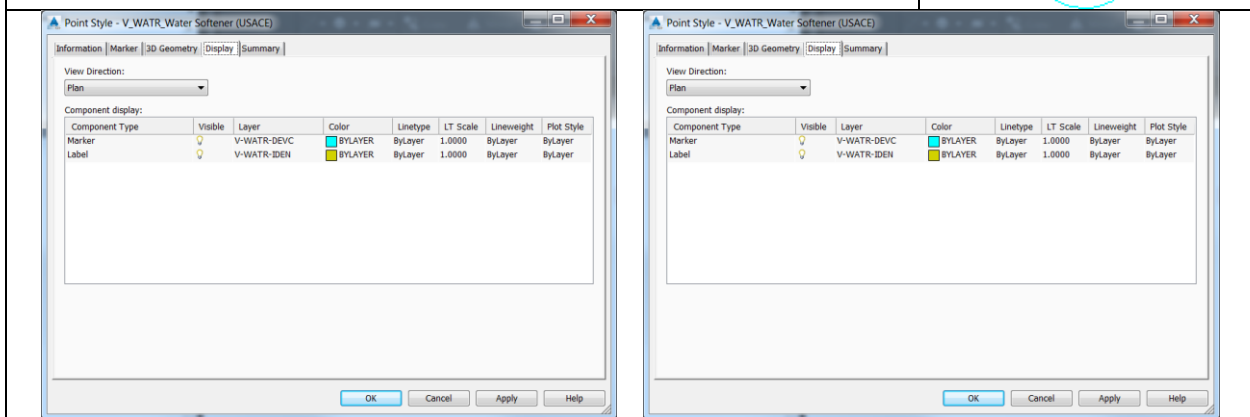 Point Style - V_WATR_Water Softener (USACE)
Information Marker 3D Geometry Display Summary
View Direction:
Plan
Component display:
Component Type Visible Layer Color Linetype LT Scale Lineweight Plot Style
Marker V-WATR-DEVC BYLAYER ByLayer 1.0000 ByLayer ByLayer
Label V-WATR-IDEN BYLAYER ByLayer 1.0000 ByLayer ByLayer
OK Cancel Apply Help
Point Style - V_WATR_Water Softener (USACE)
Information Marker 3D Geometry Display Summary
View Direction:
Plan
Component display:
Component Type Visible Layer Color Linetype LT Scale Lineweight Plot Style
Marker V-WATR-DEVC BYLAYER ByLayer 1.0000 ByLayer ByLayer
Label V-WATR-IDEN BYLAYER ByLayer 1.0000 ByLayer ByLayer
OK Cancel Apply Help